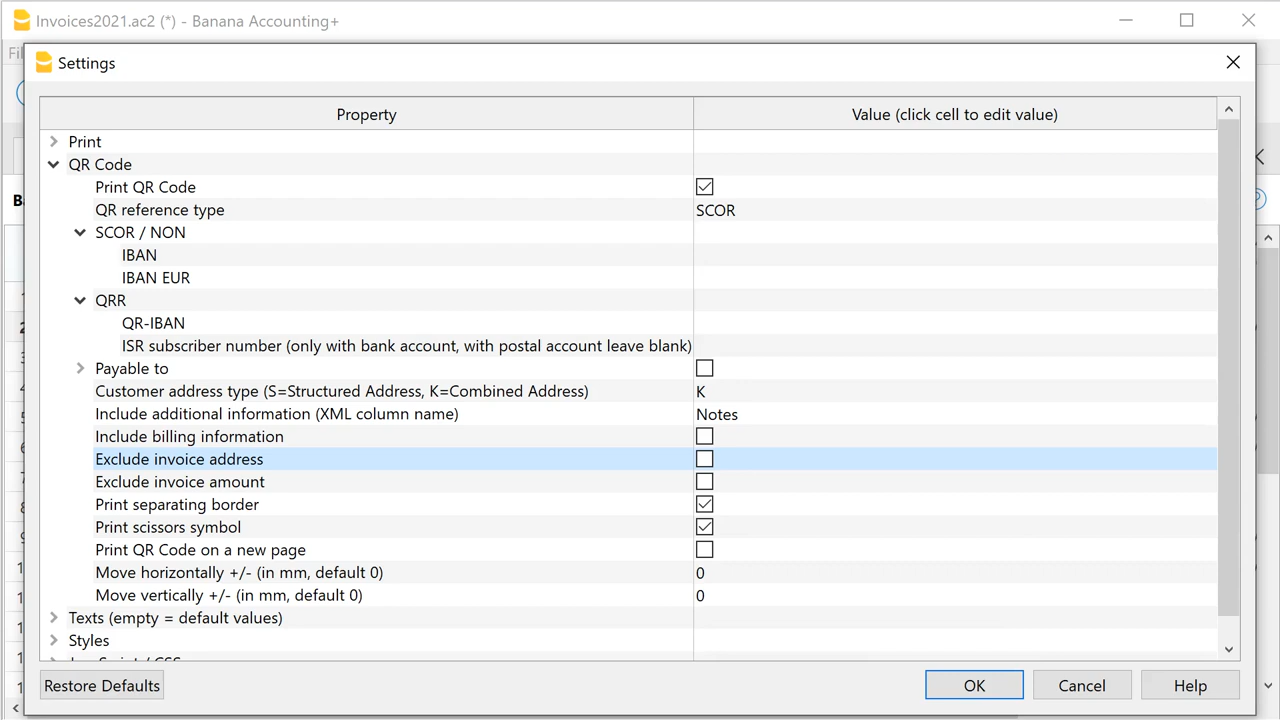 Invoices2021.ac2 (*) - Banana Accounting+
Settings
Property Value (click cell to edit value)
Print
QR Code
Print QR Code
QR reference type SCOR
SCOR / NON
IBAN
IBAN EUR
QRR
QR-IBAN
ISR subscriber number (only with bank account, with postal account leave blank)
Payable to
Customer address type (S=Structured Address, K=Combined Address) K
Include additional information (XML column name) Notes
Include billing information
Exclude invoice address
Exclude invoice amount
Print separating border
Print scissors symbol
Print QR Code on a new page
Move horizontally +/- (in mm, default 0) 0
Move vertically +/- (in mm, default 0) 0
Texts (empty = default values)
Styles
Restore Defaults OK Cancel Help